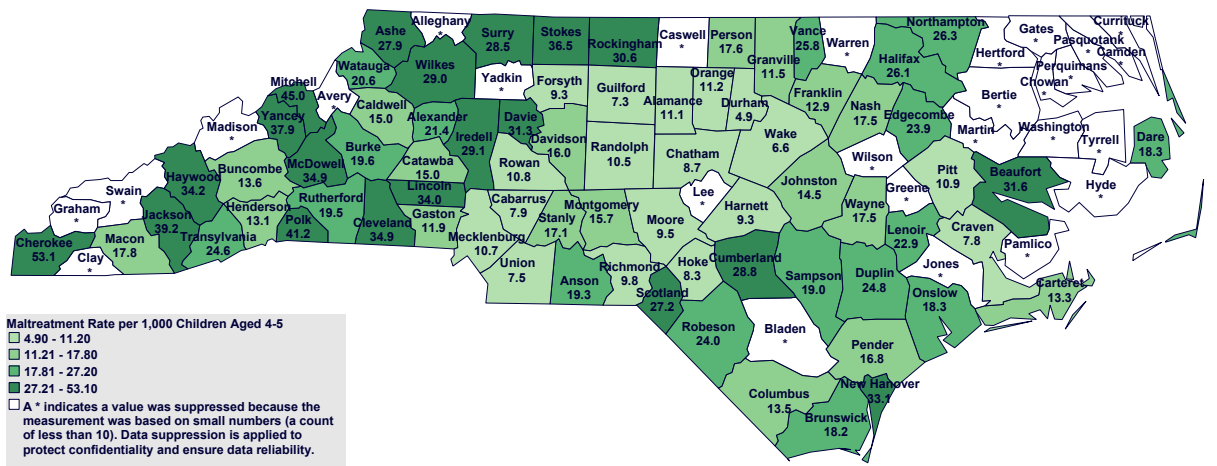 Alleghany
*
Ashe
27.9
Surry
28.5
Stokes
36.5
Rockingham
30.6
Caswell
*
Person
17.6
Vance
25.8
Warren
*
Northampton
26.3
Gates
*
Currituck
*
Pasquotank
*
Camden
*
Hertford
*
Perquimans
*
Chowan
*
Bertie
*
Granville
11.5
Halifax
26.1
Watauga
20.6
Wilkes
29.0
Yadkin
*
Forsyth
9.3
Guilford
7.3
Alamance
11.1
Orange
11.2
Durham
4.9
Franklin
12.9
Nash
17.5
Edgecombe
23.9
Martin
*
Washington
*
Tyrrell
*
Dare
18.3
Mitchell
45.0
Avery
*
Caldwell
15.0
Alexander
21.4
Iredell
29.1
Davie
31.3
Davidson
16.0
Randolph
10.5
Chatham
8.7
Wake
6.6
Wilson
*
Pitt
10.9
Beaufort
31.6
Hyde
*
Madison
*
Yancey
37.9
Burke
19.6
Catawba
15.0
Rowan
10.8
Lee
*
Johnston
14.5
Greene
*
Swain
*
Haywood
34.2
Buncombe
13.6
McDowell
34.9
Lincoln
34.0
Cabarrus
7.9
Stanly
17.1
Montgomery
15.7
Moore
9.5
Harnett
9.3
Wayne
17.5
Lenoir
22.9
Craven
7.8
Pamlico
*
Graham
*
Jackson
39.2
Henderson
13.1
Polk
41.2
Rutherford
19.5
Cleveland
34.9
Gaston
11.9
Mecklenburg
10.7
Cherokee
53.1
Clay
*
Macon
17.8
Transylvania
24.6
Union
7.5
Anson
19.3
Richmond
9.8
Hoke
8.3
Scotland
27.2
Cumberland
28.8
Sampson
19.0
Duplin
24.8
Jones
*
Onslow
18.3
Carteret
13.3
Robeson
24.0
Bladen
*
Pender
16.8
Columbus
13.5
Brunswick
18.2
New Hanover
33.1
Maltreatment Rate per 1,000 Children Aged 4-5
4.90 - 11.20
11.21 - 17.80
17.81 - 27.20
27.21 - 53.10
A * indicates a value was suppressed because the
measurement was based on small numbers (a count
of less than 10). Data suppression is applied to
protect confidentiality and ensure data reliability.